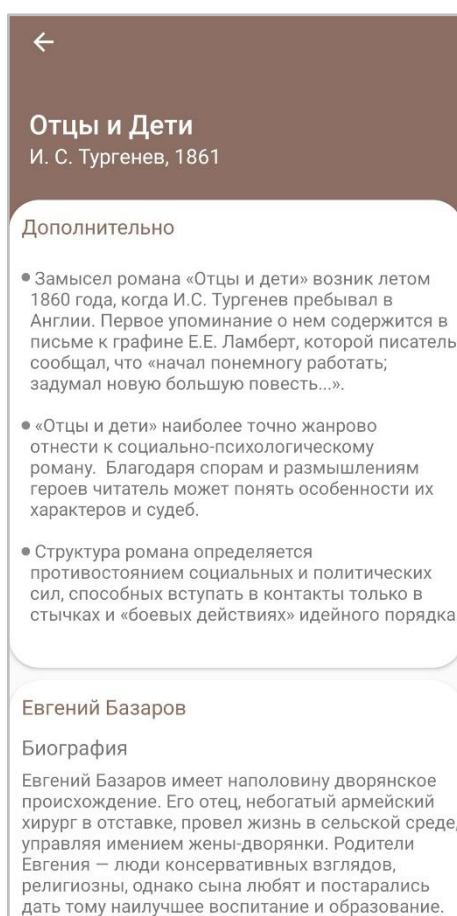 Отцы и Дети
И. С. Тургенев, 1861
Дополнительно
• Замысел романа «Отцы и дети» возник летом
1860 года, когда И.С. Тургенев пребывал в
Англии. Первое упоминание о нем содержится в
письме к графине Е.Е. Ламберт, которой писатель
сообщал, что «начал понемногу работать;
задумал новую большую повесть...».
• «Отцы и дети» наиболее точно жанрово
отнести к социально-психологическому
роману. Благодаря спорам и размышлениям
героев читатель может понять особенности их
характеров и судеб.
• Структура романа определяется
противостоянием социальных и политических
сил, способных вступать в контакты только в
стычках и «боевых действиях» идейного порядка
Евгений Базаров
Биография
Евгений Базаров имеет наполовину дворянское
происхождение. Его отец, небогатый армейский
хирург в отставке, провел жизнь в сельской среде,
управляя имением жены-дворянки. Родители
Евгения — люди консервативных взглядов,
религиозны, однако сына любят и постарались
дать тому наилучшее воспитание и образование.